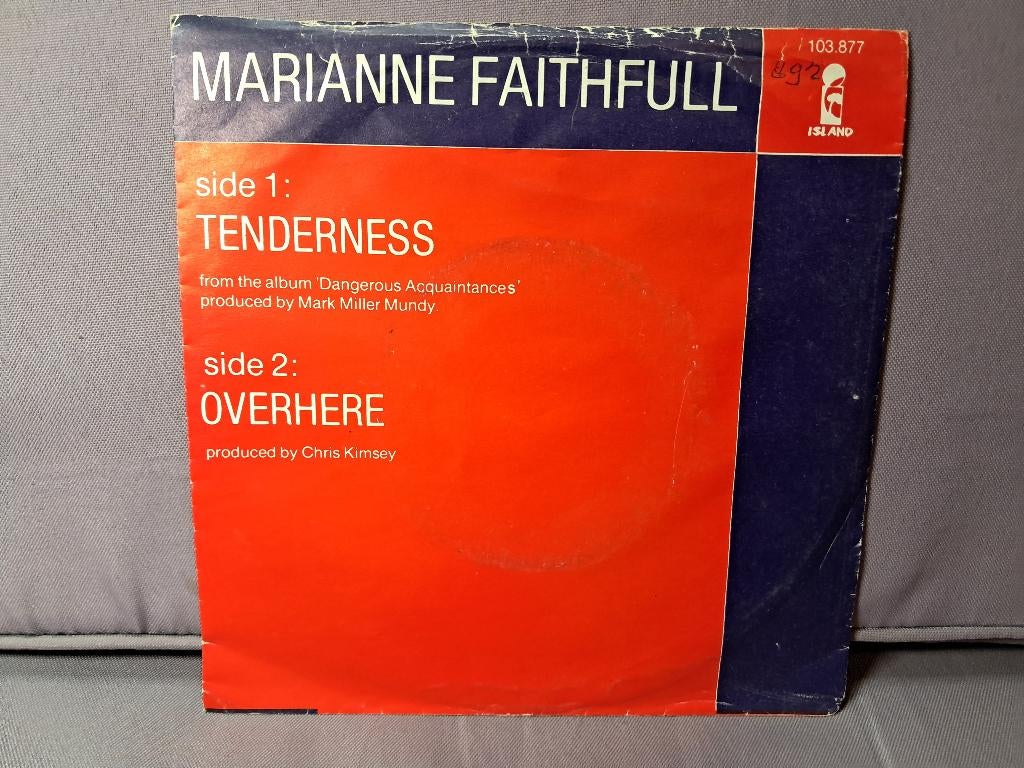 MARIANNE FAITHFULL
103.877
ISLAND
side 1:
TENDERNESS
from the album 'Dangerous Acquaintances'
produced by Mark Miller Mundy.
side 2:
OVERHERE
produced by Chris Kimsey